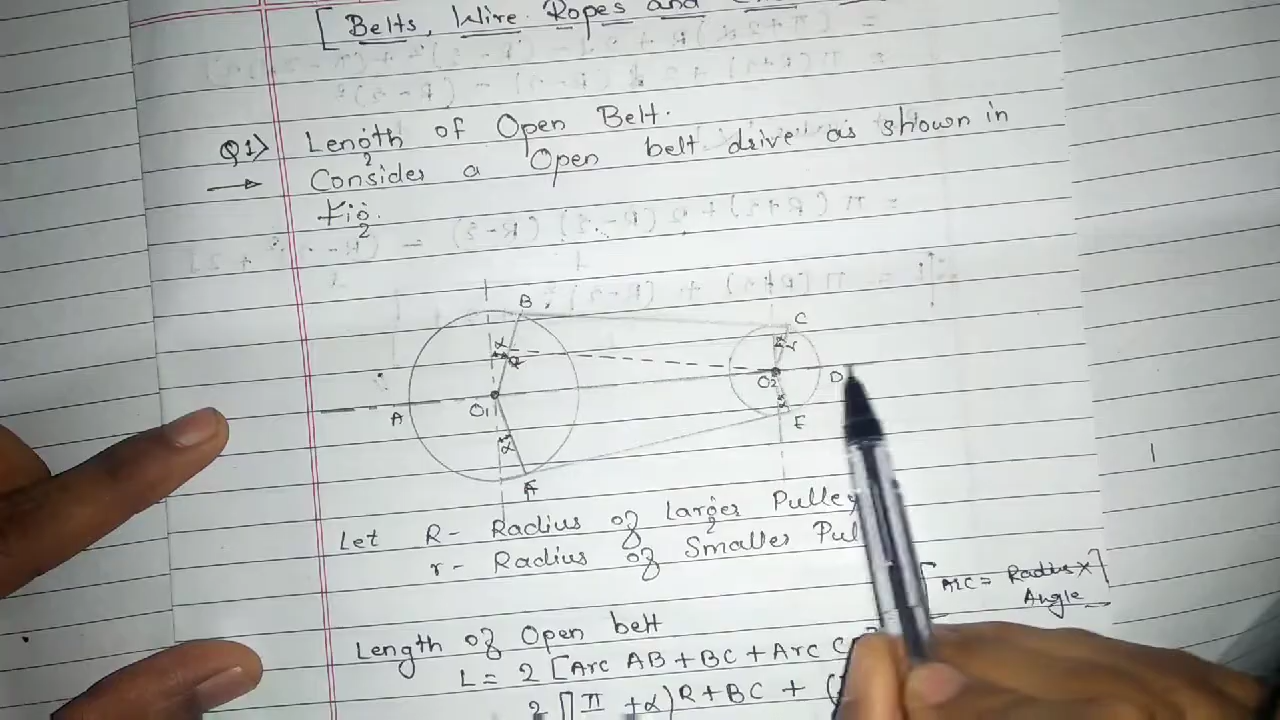 [ Belts, Wire Ropes and
Q1) Length of Open Belt.
→ Consider a Open belt drive as shown in
fig.
B
C
α
R
α
r
A
O1
O2
D
α
E
α
F
Let R- Radius of Larger Pulley
r- Radius of Smaller
[Arc = Radius ×]
Angle
Length of Open belt
L = 2 [Arc AB + BC + Arc
2 [(π + α) R + BC + (